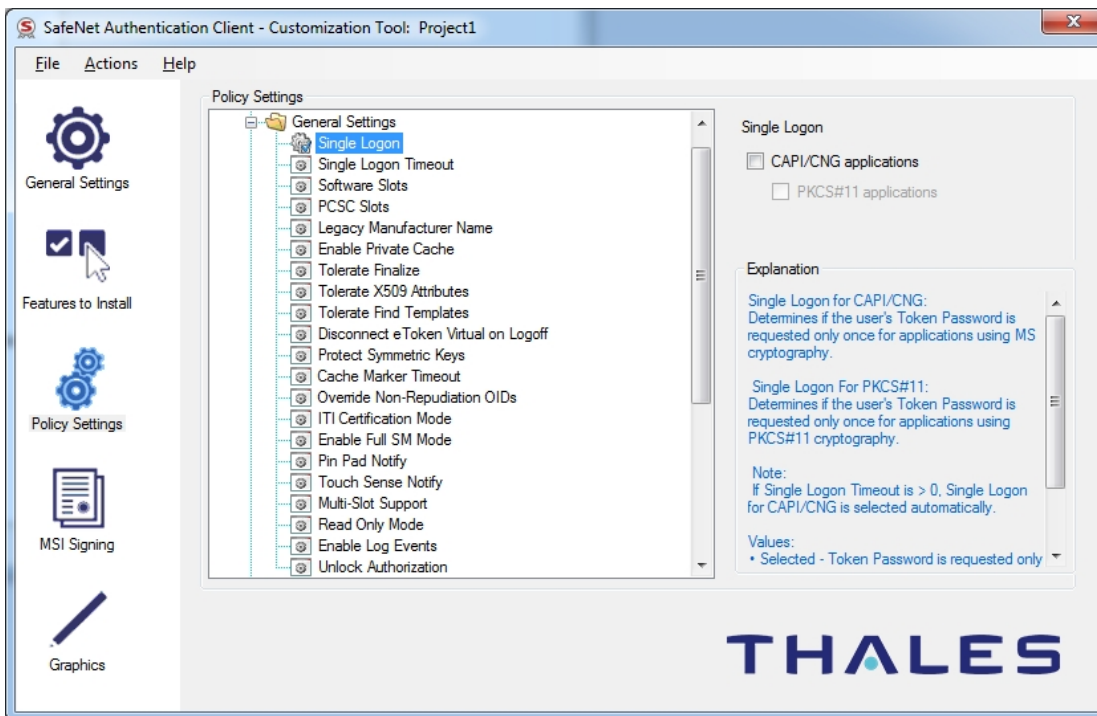 SafeNet Authentication Client - Customization Tool: Project1
File Actions Help
General Settings
Features to Install
Policy Settings
MSI Signing
Graphics
Policy Settings
General Settings
Single Logon
Single Logon Timeout
Software Slots
PCSC Slots
Legacy Manufacturer Name
Enable Private Cache
Tolerate Finalize
Tolerate X509 Attributes
Tolerate Find Templates
Disconnect eToken Virtual on Logoff
Protect Symmetric Keys
Cache Marker Timeout
Override Non-Repudiation OIDs
ITI Certification Mode
Enable Full SM Mode
Pin Pad Notify
Touch Sense Notify
Multi-Slot Support
Read Only Mode
Enable Log Events
Unlock Authorization
Single Logon
CAPI/CNG applications
PKCS#11 applications
Explanation
Single Logon for CAPI/CNG:
Determines if the user's Token Password is
requested only once for applications using MS
cryptography.
Single Logon For PKCS#11:
Determines if the user's Token Password is
requested only once for applications using
PKCS#11 cryptography.
Note:
If Single Logon Timeout is > 0, Single Logon
for CAPI/CNG is selected automatically.
Values:
• Selected - Token Password is requested only
THALES